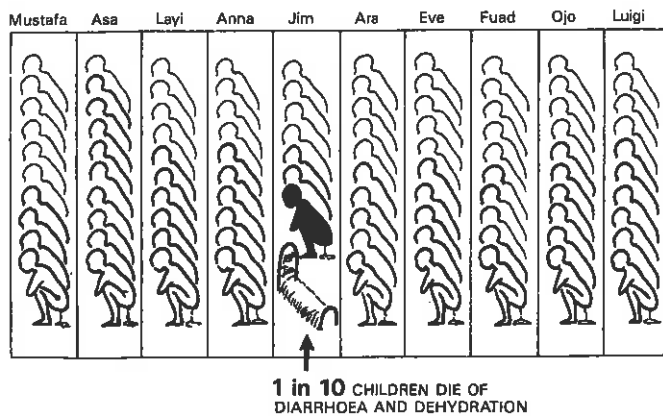 Mustafa Asa Layi Anna Jim Ara Eve Fuad Ojo Luigi
1 in 10 CHILDREN DIE OF
DIARRHOEA AND DEHYDRATION